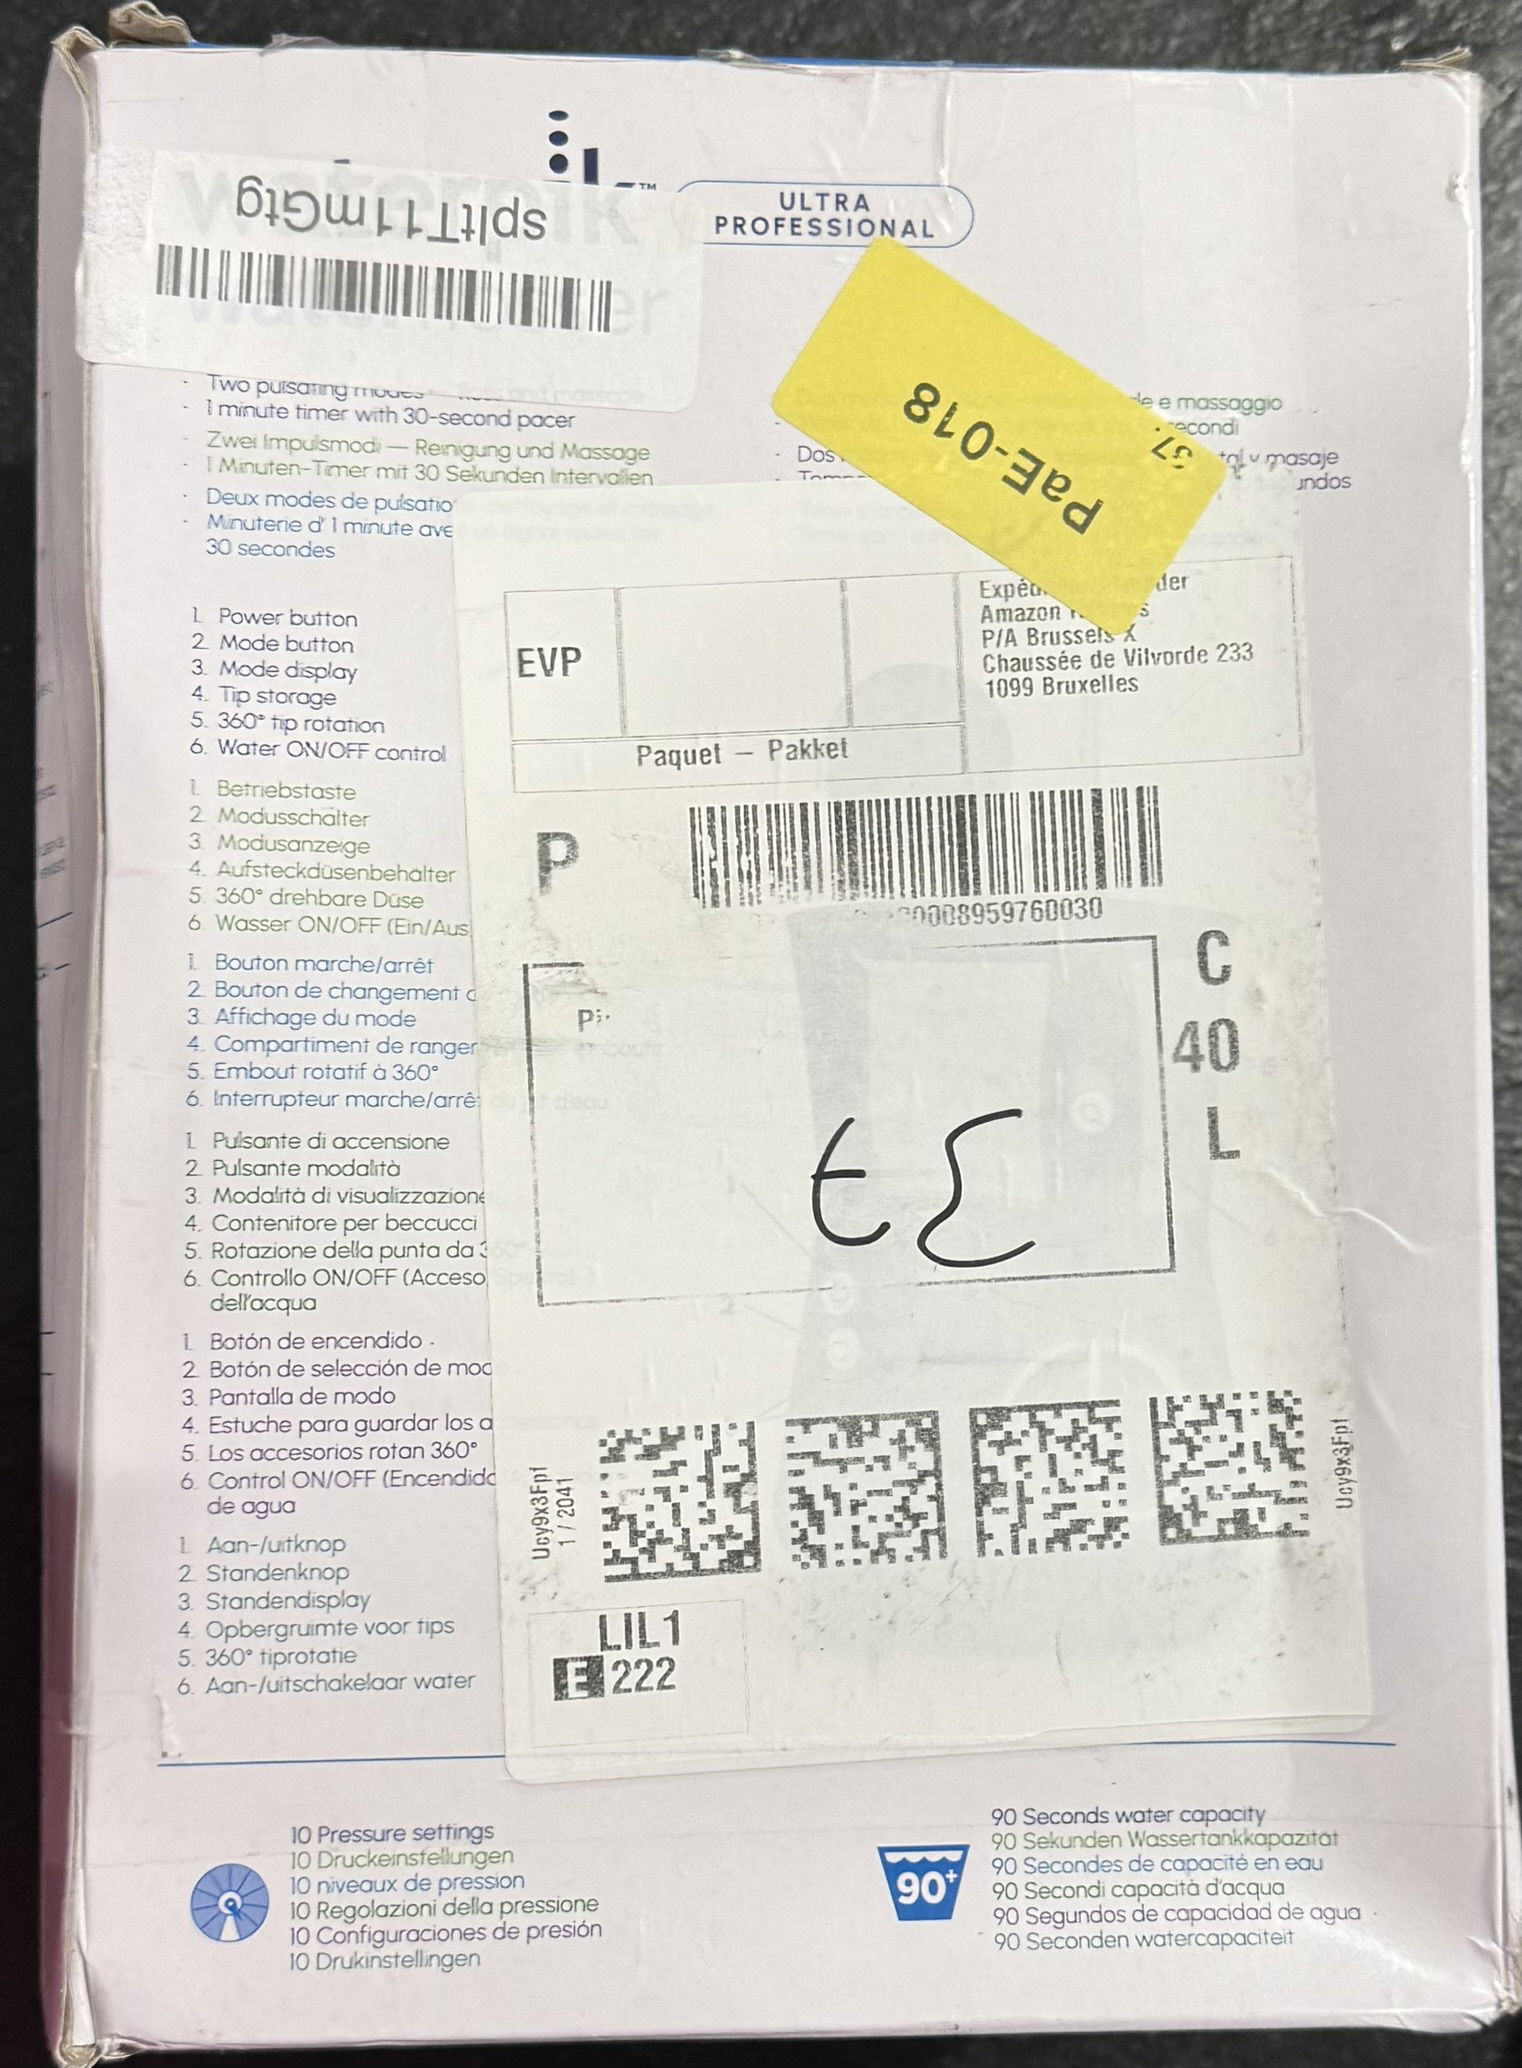 ULTRA
PROFESSIONAL
TM
spltT11mGtg
Two pulsating modes
- 1 minute timer with 30-second pacer
- Zwei Impulsmodi — Reinigung und Massage
- 1 Minuten-Timer mit 30 Sekunden Intervallen
- Deux modes de pulsatio
- Minuterie d' 1 minute ave
30 secondes
e massaggio
econdi
Dos
masaje
undos
PaE-018
1. Power button
2. Mode button
3. Mode display
4. Tip storage
5. 360° tip rotation
6. Water ON/OFF control
1. Betriebstaste
2. Modusschalter
3. Modusanzeige
4. Aufsteckdüsenbehälter
5. 360° drehbare Düse
6. Wasser ON/OFF (Ein/Aus
1. Bouton marche/arrêt
2. Bouton de changement
3. Affichage du mode
4. Compartiment de ranger
5. Embout rotatif à 360°
6. Interrupteur marche/arrê
1. Pulsante di accensione
2. Pulsante modalità
3. Modalità di visualizzazione
4. Contenitore per beccucci
5. Rotazione della punta da
6. Controllo ON/OFF (Acceso
dell'acqua
1. Botón de encendido
2. Botón de selección de mod
3. Pantalla de modo
4. Estuche para guardar los a
5. Los accesorios rotan 360°
6. Control ON/OFF (Encendido
de agua
1. Aan-/uitknop
2. Standenknop
3. Standendisplay
4. Opbergruimte voor tips
5. 360° tiprotatie
6. Aan-/uitschakelaar water
EVP
Amazon
P/A Brussels X
Chaussée de Vilvorde 233
1099 Bruxelles
Paquet – Pakket
P
0008959760030
C
40
L
Ucy9x3Fpf
1 / 2041
Ucy9x3Fpf
LIL1
E 222
10 Pressure settings
10 Druckeinstellungen
10 niveaux de pression
10 Regolazioni della pressione
10 Configuraciones de presión
10 Drukinstellingen
90+
90 Seconds water capacity
90 Sekunden Wassertankkapazität
90 Secondes de capacité en eau
90 Secondi capacità d'acqua
90 Segundos de capacidad de agua
90 Seconden watercapaciteit